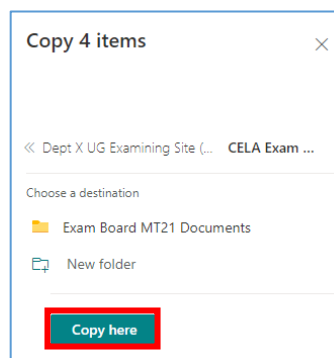 Copy 4 items
Dept X UG Examining Site (... CELA Exam ...
Choose a destination
Exam Board MT21 Documents
New folder
Copy here